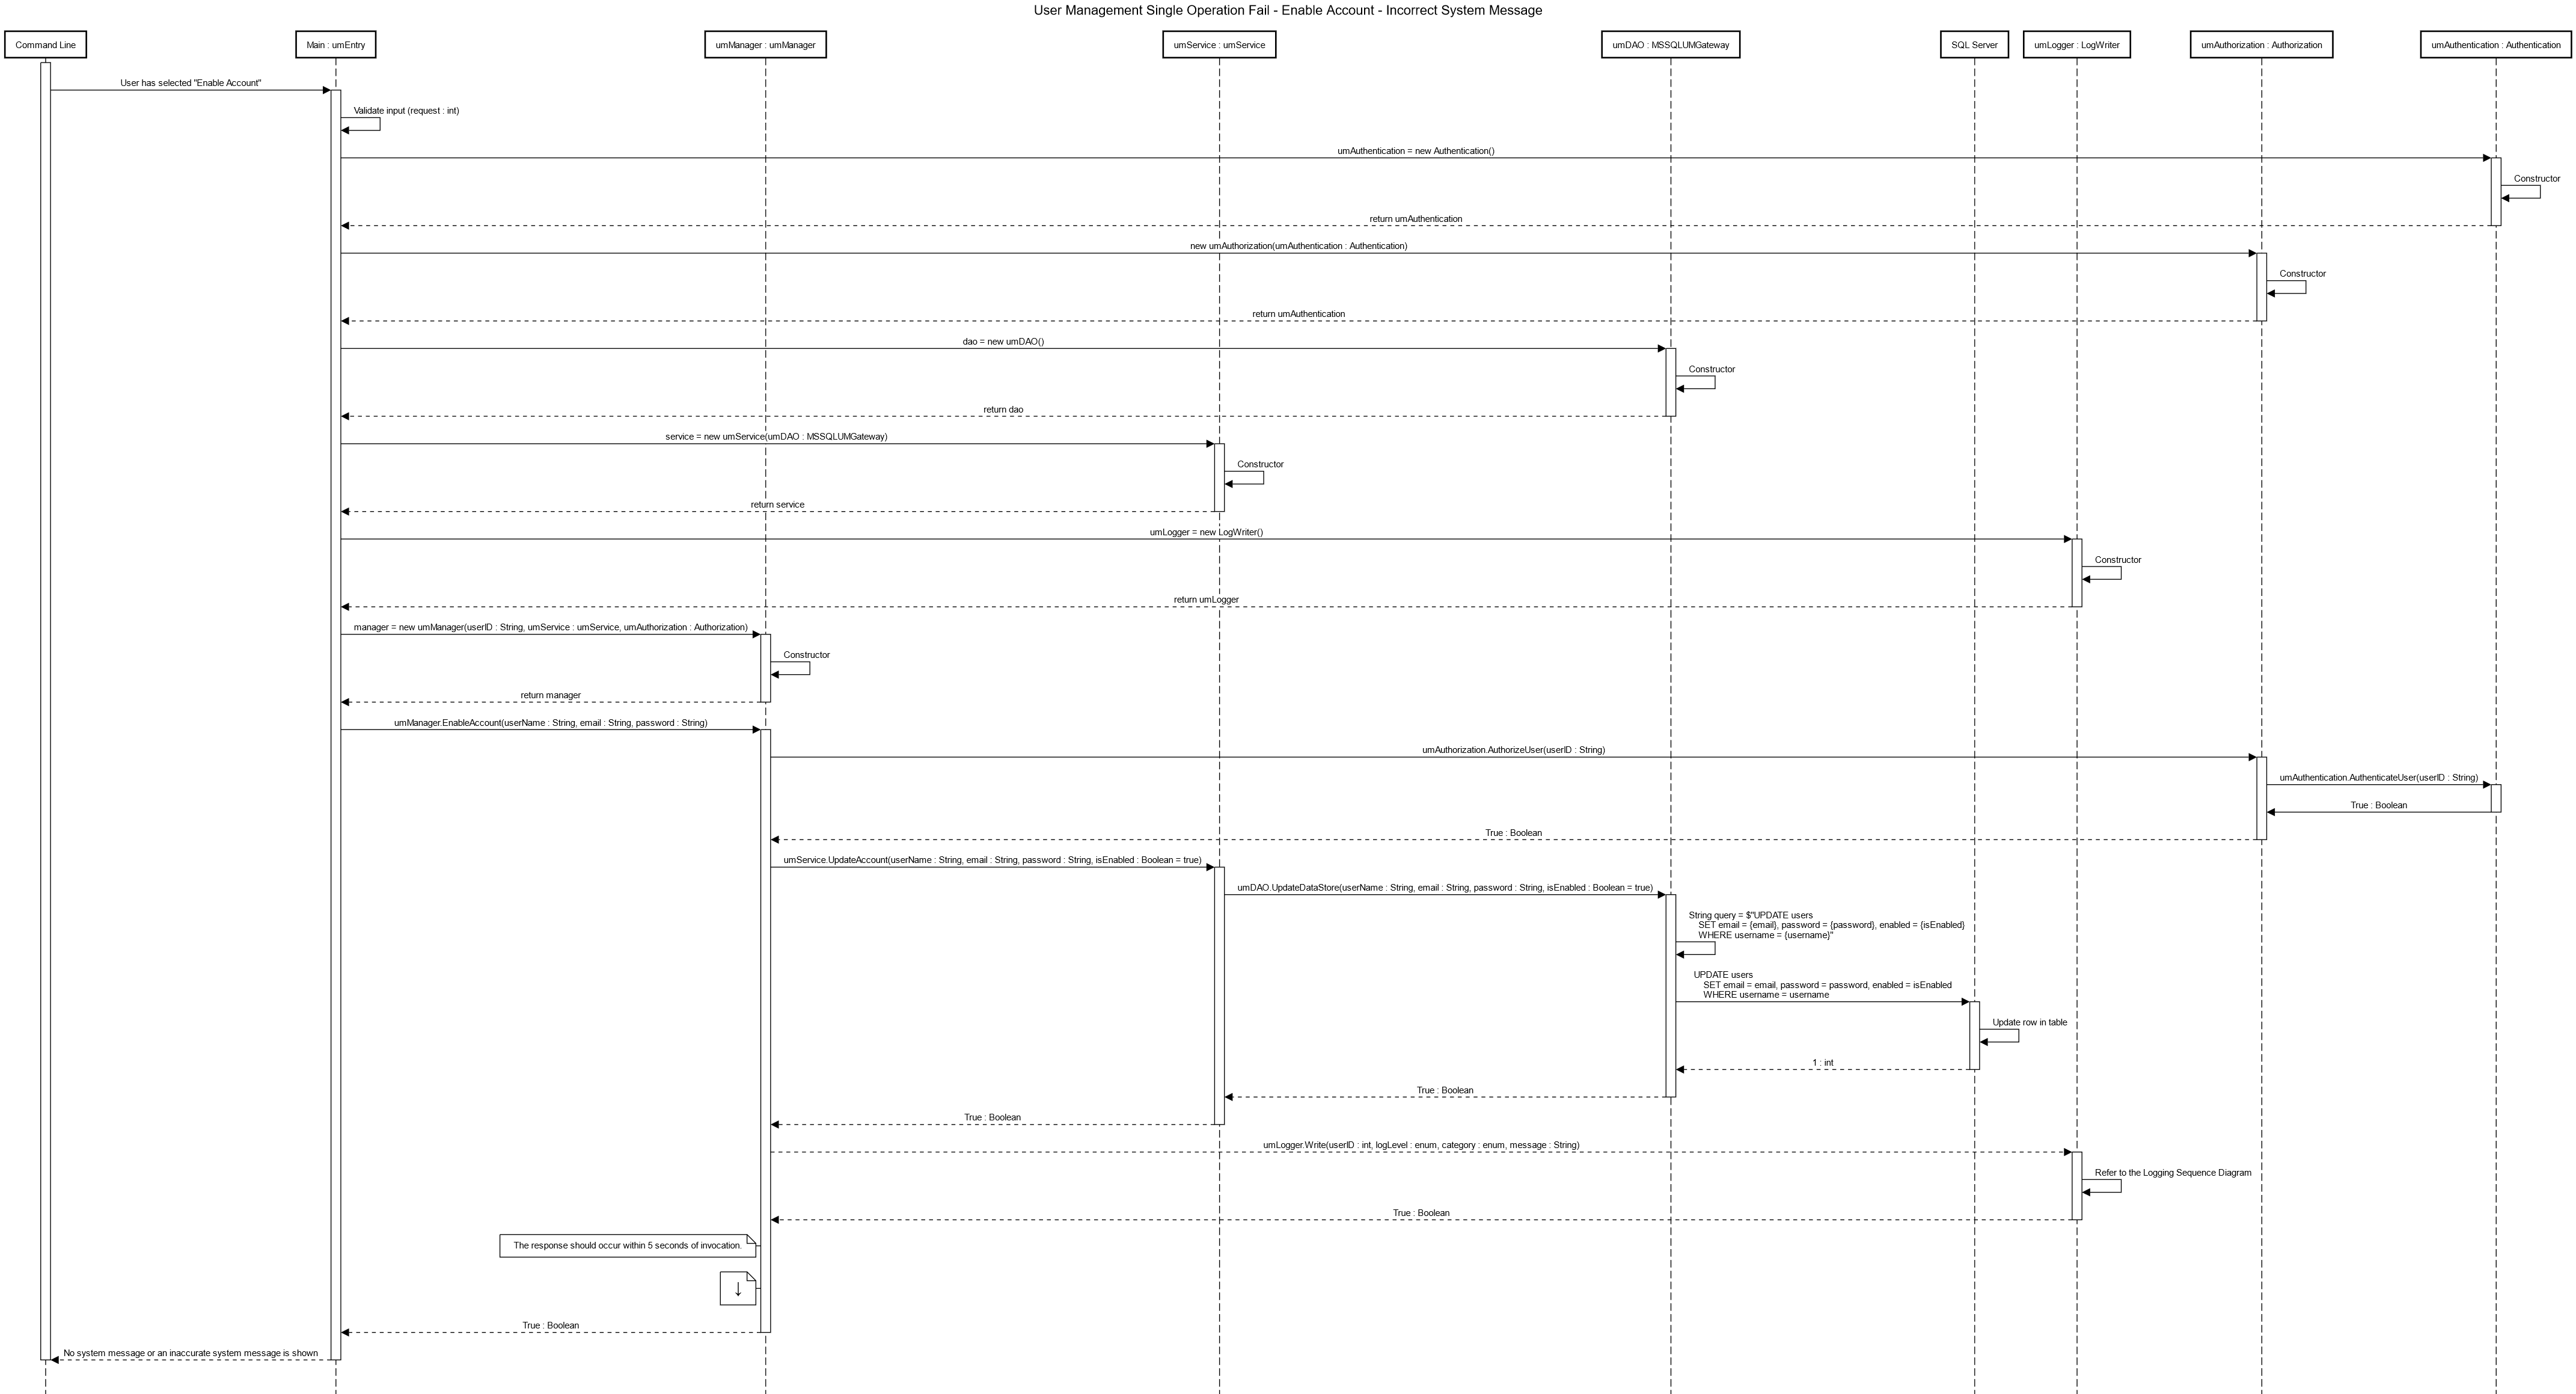 User Management Single Operation Fail - Enable Account - Incorrect System Message
Command Line
Main : umEntry
umManager : umManager
umService : umService
umDAO : MSSQLUMGateway
SQL Server
umLogger : LogWriter
umAuthorization : Authorization
umAuthentication : Authentication
User has selected "Enable Account"
Validate input (request : int)
umAuthentication = new Authentication()
Constructor
return umAuthentication
new umAuthorization(umAuthentication : Authentication)
Constructor
return umAuthentication
dao = new umDAO()
Constructor
return dao
service = new umService(umDAO : MSSQLUMGateway)
Constructor
return service
umLogger = new LogWriter()
Constructor
return umLogger
manager = new umManager(userID : String, umService : umService, umAuthorization : Authorization)
Constructor
return manager
umManager.EnableAccount(userName : String, email : String, password : String)
umAuthorization.AuthorizeUser(userID : String)
umAuthentication.AuthenticateUser(userID : String)
True : Boolean
True : Boolean
umService.UpdateAccount(userName : String, email : String, password : String, isEnabled : Boolean = true)
umDAO.UpdateDataStore(userName : String, email : String, password : String, isEnabled : Boolean = true)
String query = $"UPDATE users
SET email = {email}, password = {password}, enabled = {isEnabled}
WHERE username = {username}"
UPDATE users
SET email = email, password = password, enabled = isEnabled
WHERE username = username
Update row in table
1 : int
True : Boolean
True : Boolean
umLogger.Write(userID : int, logLevel : enum, category : enum, message : String)
Refer to the Logging Sequence Diagram
True : Boolean
The response should occur within 5 seconds of invocation.
↓
True : Boolean
No system message or an inaccurate system message is shown